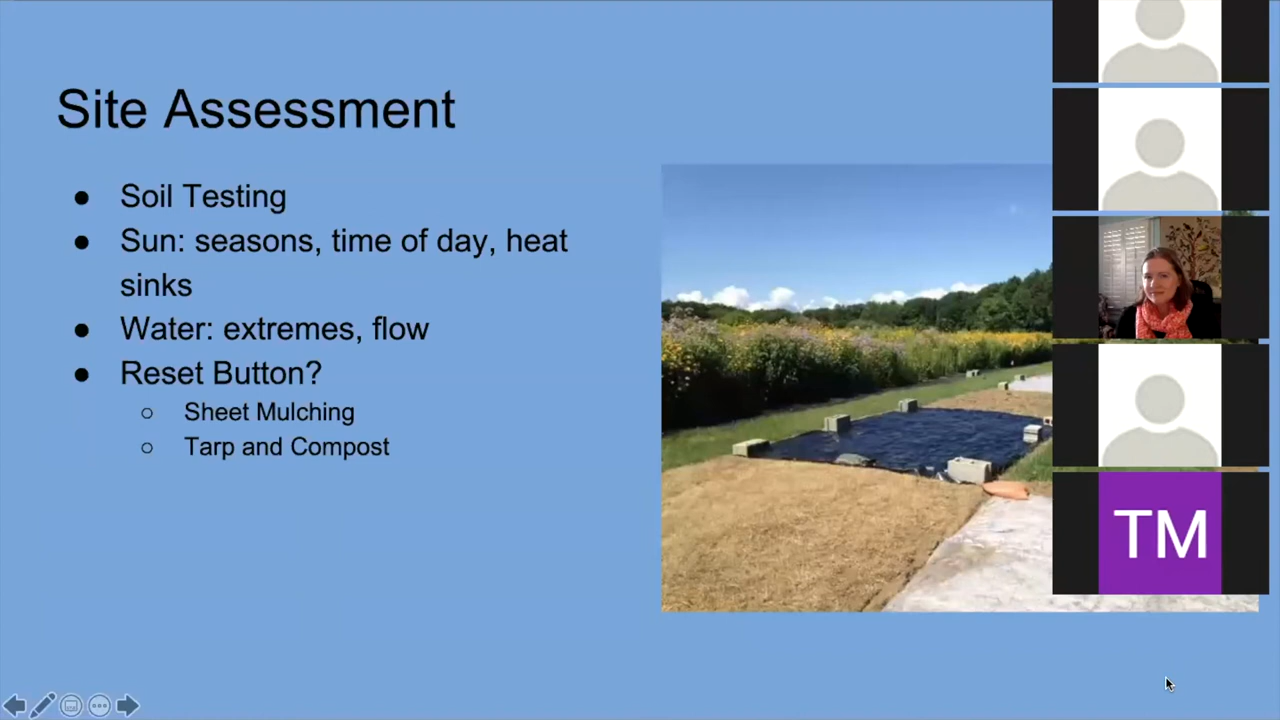 Site Assessment
● Soil Testing
● Sun: seasons, time of day, heat
sinks
● Water: extremes, flow
● Reset Button?
○ Sheet Mulching
○ Tarp and Compost
TM